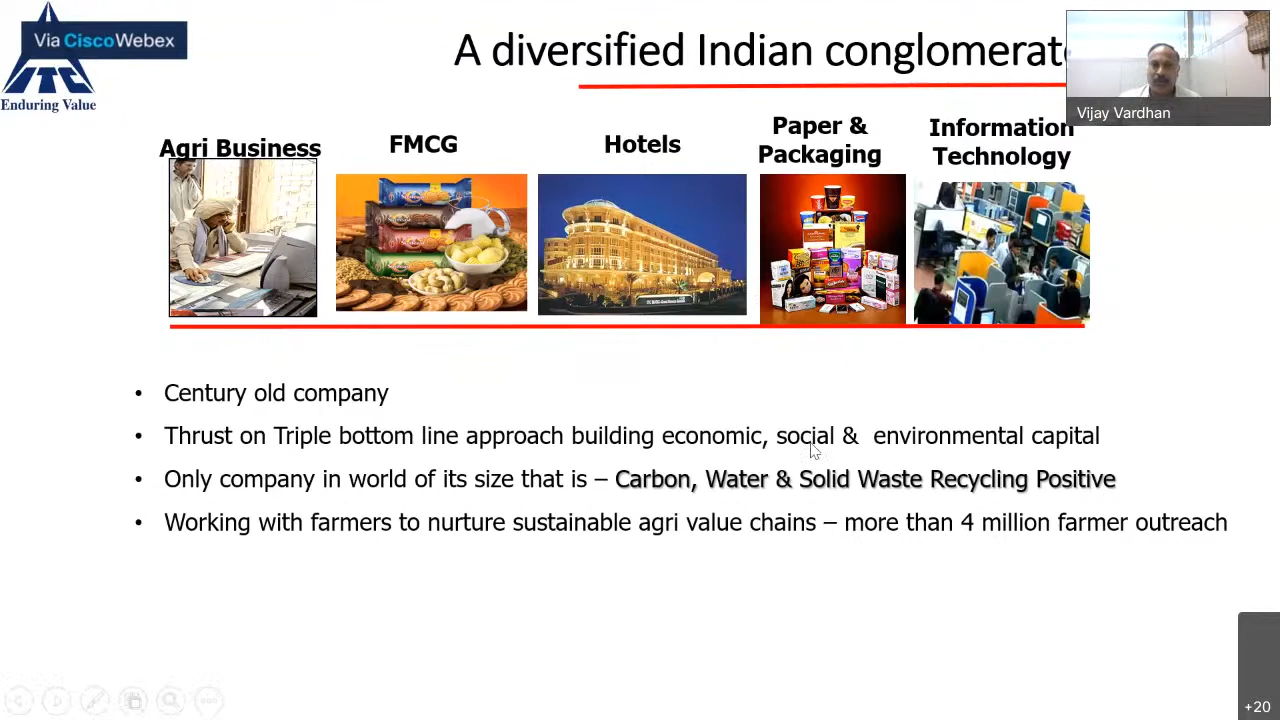 Via Cisco Webex
ITC
Enduring Value
A diversified Indian conglomerate
Vijay Vardhan
Agri Business
FMCG
Hotels
Paper &
Packaging
Information
Technology
• Century old company
• Thrust on Triple bottom line approach building economic, social & environmental capital
• Only company in world of its size that is – Carbon, Water & Solid Waste Recycling Positive
• Working with farmers to nurture sustainable agri value chains – more than 4 million farmer outreach
+20